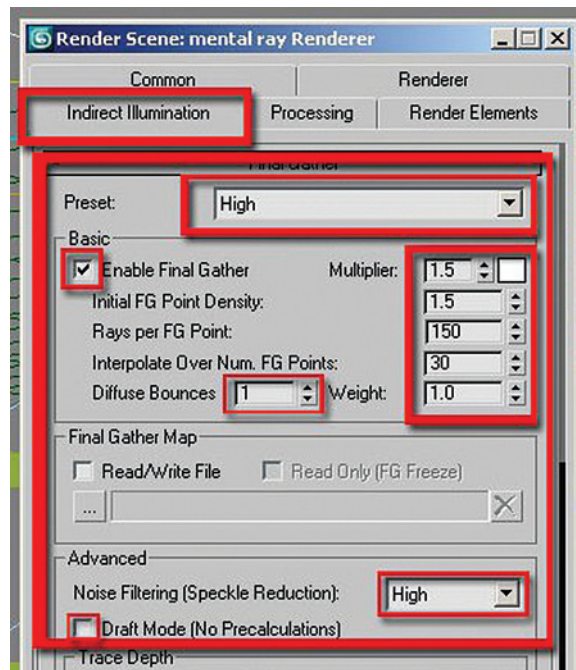 Render Scene: mental ray Renderer
Common Renderer
Indirect Illumination Processing Render Elements
Final Gather
Preset: High
Basic
Enable Final Gather Multiplier: 1.5
Initial FG Point Density: 1.5
Rays per FG Point: 150
Interpolate Over Num. FG Points: 30
Diffuse Bounces 1 Weight: 1.0
Final Gather Map
Read/Write File Read Only (FG Freeze)
...
Advanced
Noise Filtering (Speckle Reduction): High
Draft Mode (No Precalculations)
Trace Depth